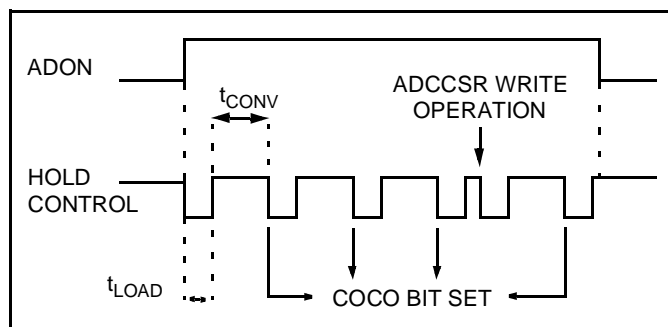 ADON
ADCCSR WRITE
OPERATION
tCONV
HOLD
CONTROL
tLOAD
COCO BIT SET